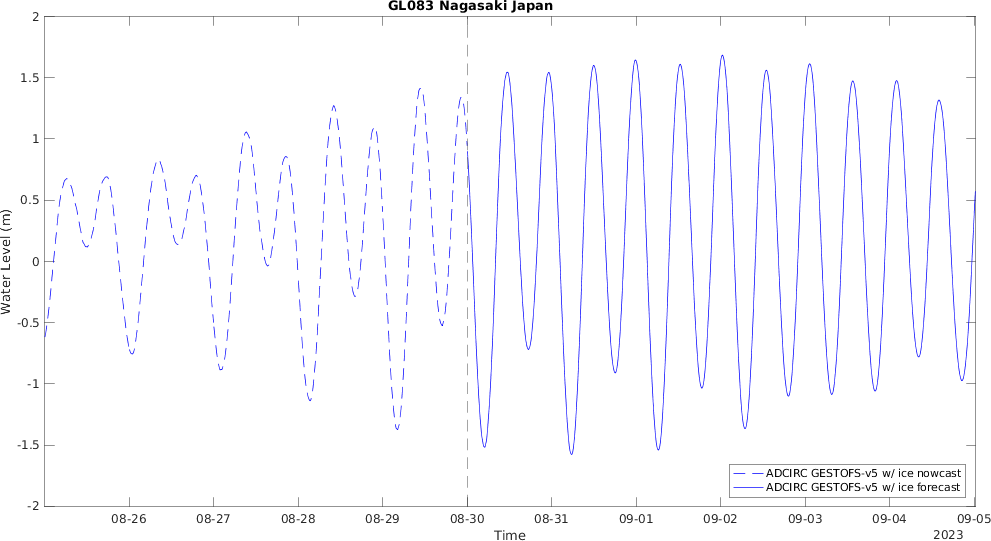 GL083 Nagasaki Japan
2
1.5
1
0.5
0
-0.5
-1
-1.5
-2
Water Level (m)
ADCIRC GESTOFS-v5 w/ ice nowcast
ADCIRC GESTOFS-v5 w/ ice forecast
08-26 08-27 08-28 08-29 08-30 08-31 09-01 09-02 09-03 09-04 09-05
Time
2023